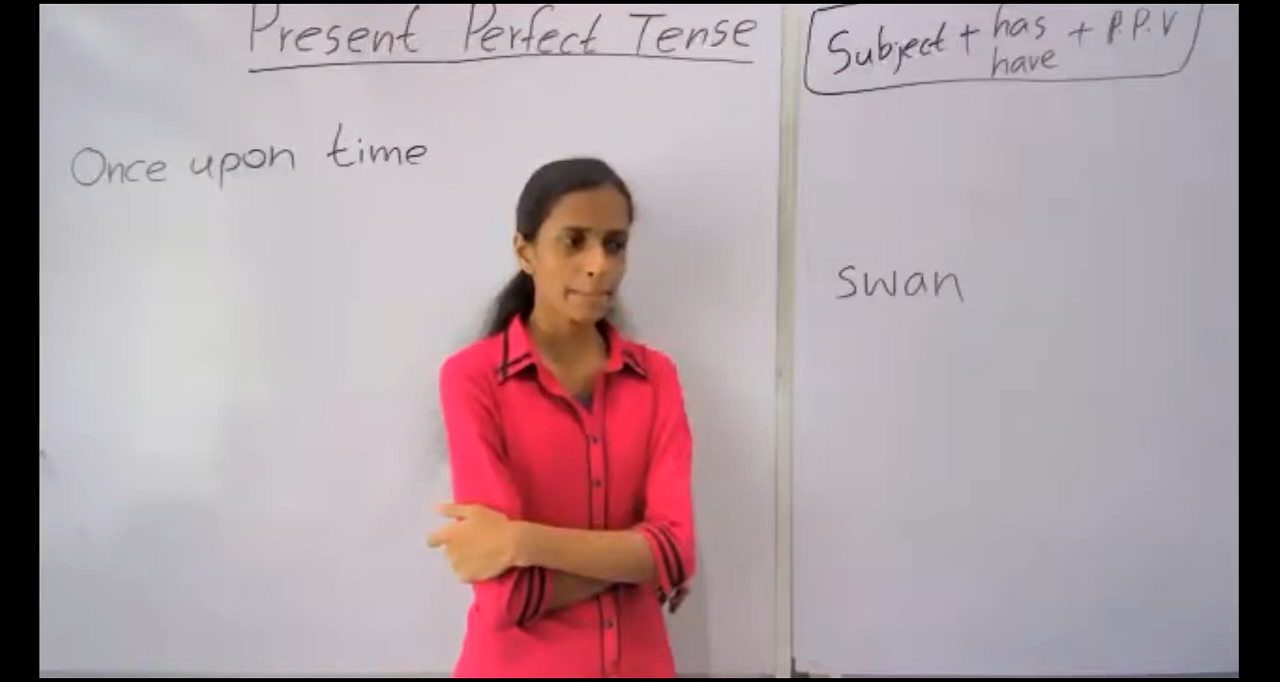 Present Perfect Tense
Subject + has + P.P.V
have
Once upon time
swan